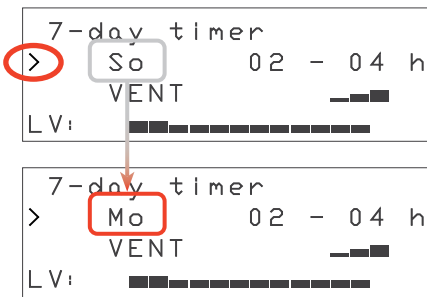 7-day timer
> So 02 - 04 h
VENT
LV:
7-day timer
> Mo 02 - 04 h
VENT
LV: